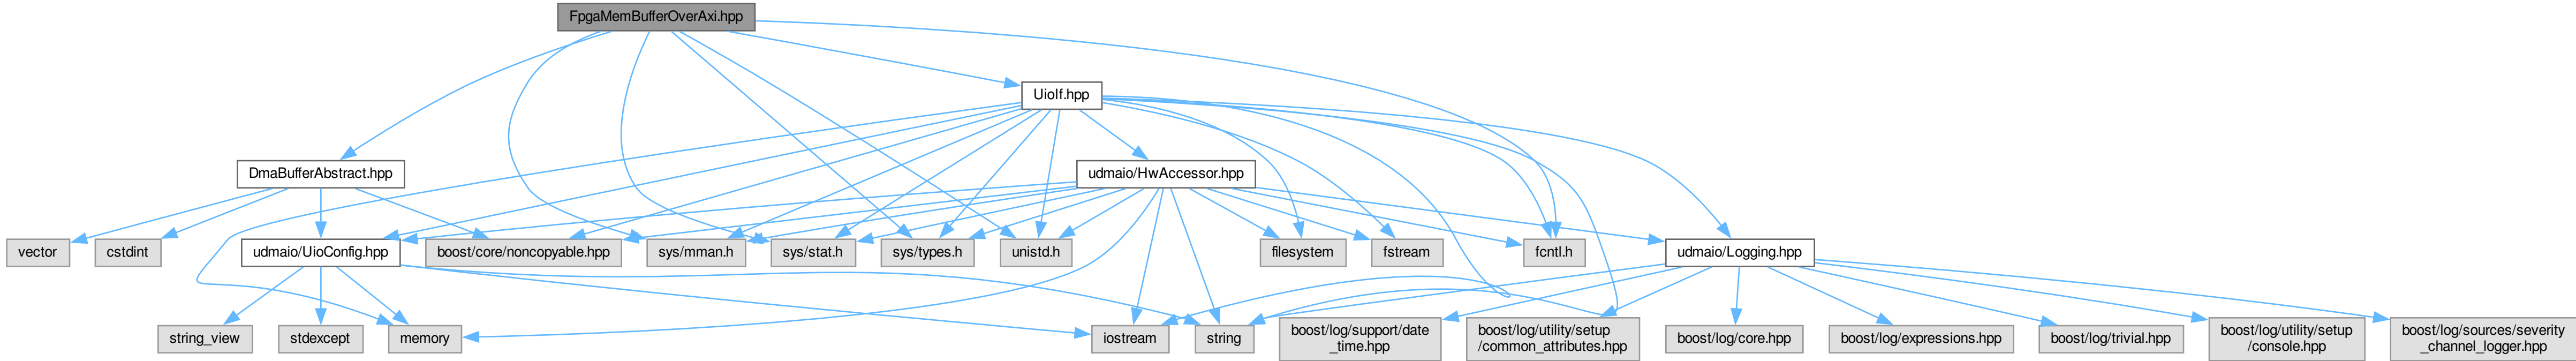 FpgaMemBufferOverAxi.hpp
UioIf.hpp
DmaBufferAbstract.hpp
udmaio/HwAccessor.hpp
vector
cstdint
udmaio/UioConfig.hpp
boost/core/noncopyable.hpp
sys/mman.h
sys/stat.h
sys/types.h
unistd.h
filesystem
fstream
fcntl.h
udmaio/Logging.hpp
string_view
stdexcept
memory
iostream
string
boost/log/support/date
_time.hpp
boost/log/utility/setup
/common_attributes.hpp
boost/log/core.hpp
boost/log/expressions.hpp
boost/log/trivial.hpp
boost/log/utility/setup
/console.hpp
boost/log/sources/severity
_channel_logger.hpp